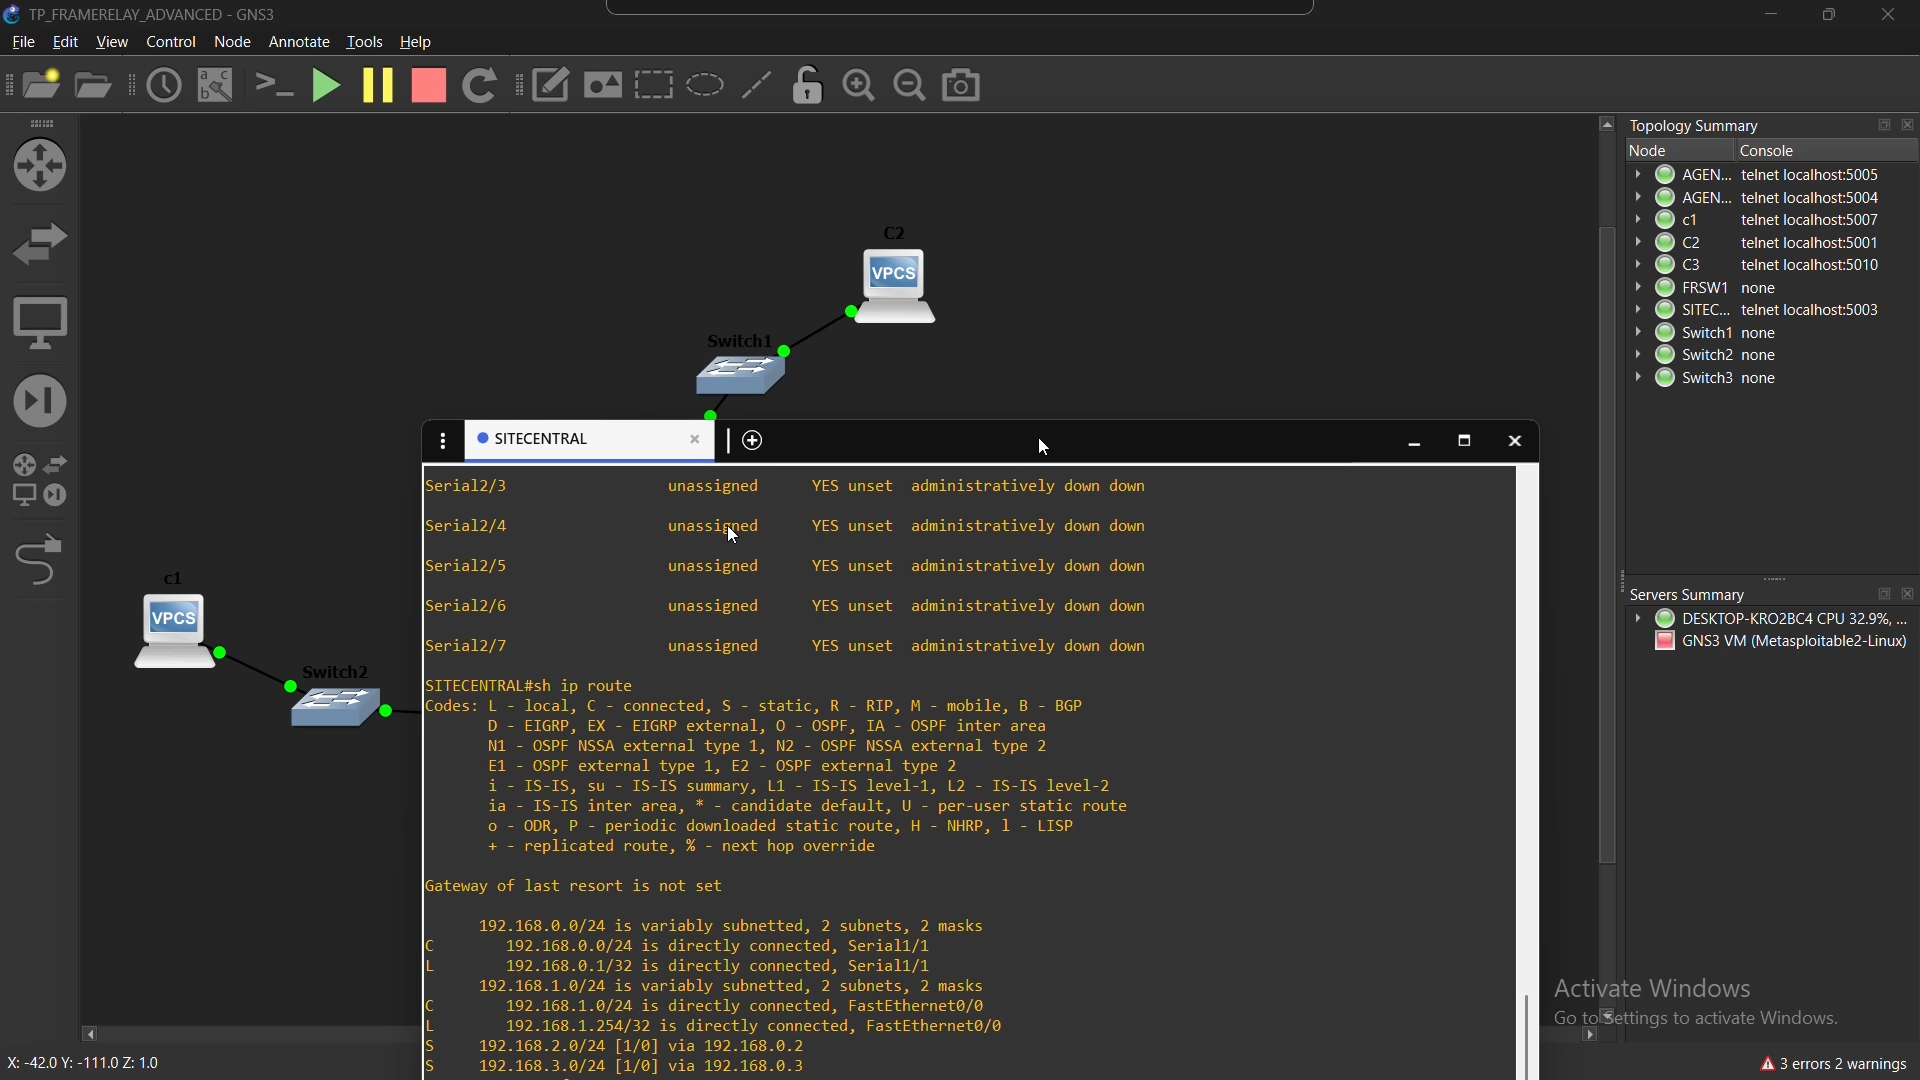 TP_FRAMERELAY_ADVANCED - GNS3
File Edit View Control Node Annotate Tools Help
Topology Summary
Node Console
AGEN... telnet localhost:5005
AGEN... telnet localhost:5004
c1 telnet localhost:5007
C2 telnet localhost:5001
C3 telnet localhost:5010
FRSW1 none
SITEC... telnet localhost:5003
Switch1 none
Switch2 none
Switch3 none
Servers Summary
DESKTOP-KRO2BC4 CPU 32.9%, ...
GNS3 VM (Metasploitable2-Linux)
C2
VPCS
Switch1
c1
VPCS
Switch2
SITECENTRAL
Serial2/3 unassigned YES unset administratively down down
Serial2/4 unassigned YES unset administratively down down
Serial2/5 unassigned YES unset administratively down down
Serial2/6 unassigned YES unset administratively down down
Serial2/7 unassigned YES unset administratively down down
SITECENTRAL#sh ip route
Codes: L - local, C - connected, S - static, R - RIP, M - mobile, B - BGP
D - EIGRP, EX - EIGRP external, O - OSPF, IA - OSPF inter area
N1 - OSPF NSSA external type 1, N2 - OSPF NSSA external type 2
E1 - OSPF external type 1, E2 - OSPF external type 2
i - IS-IS, su - IS-IS summary, L1 - IS-IS level-1, L2 - IS-IS level-2
ia - IS-IS inter area, * - candidate default, U - per-user static route
o - ODR, P - periodic downloaded static route, H - NHRP, l - LISP
+ - replicated route, % - next hop override
Gateway of last resort is not set
192.168.0.0/24 is variably subnetted, 2 subnets, 2 masks
C 192.168.0.0/24 is directly connected, Serial1/1
L 192.168.0.1/32 is directly connected, Serial1/1
192.168.1.0/24 is variably subnetted, 2 subnets, 2 masks
C 192.168.1.0/24 is directly connected, FastEthernet0/0
L 192.168.1.254/32 is directly connected, FastEthernet0/0
S 192.168.2.0/24 [1/0] via 192.168.0.2
S 192.168.3.0/24 [1/0] via 192.168.0.3
Activate Windows
Go to Settings to activate Windows.
X: -42.0 Y: -111.0 Z: 1.0
3 errors 2 warnings